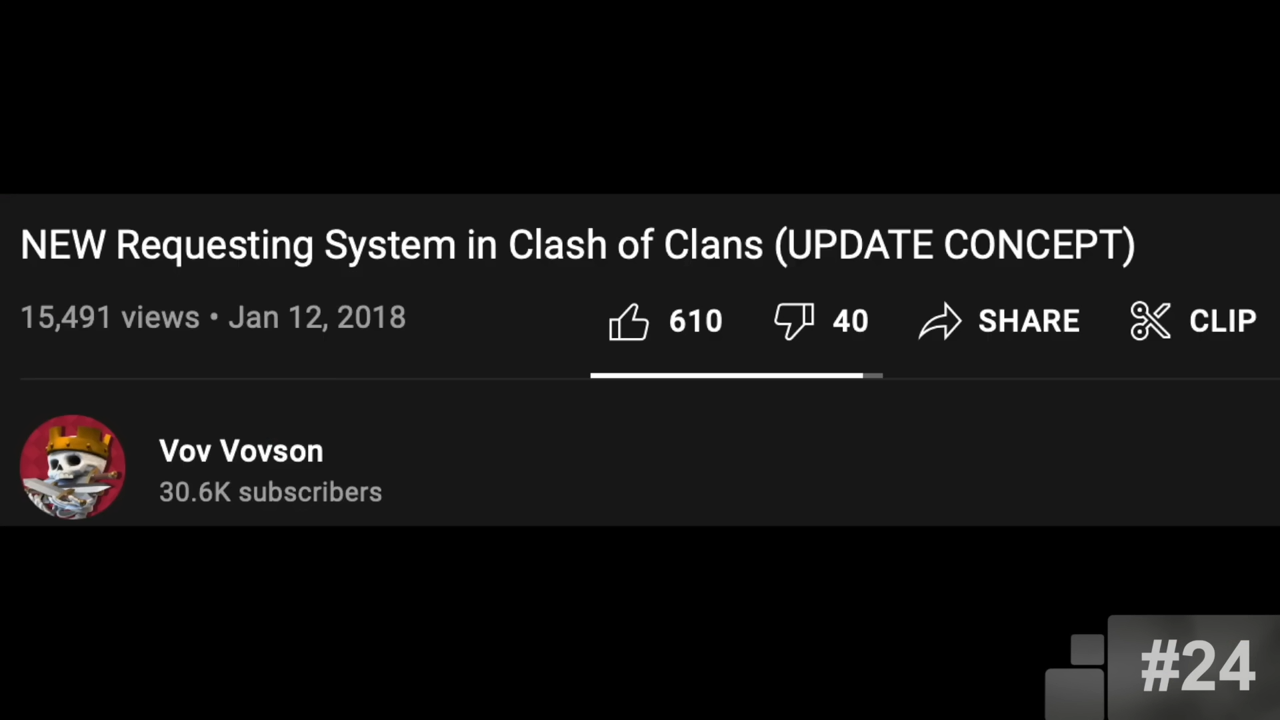 NEW Requesting System in Clash of Clans (UPDATE CONCEPT)
15,491 views • Jan 12, 2018
610
40
SHARE
CLIP
Vov Vovson
30.6K subscribers
#24